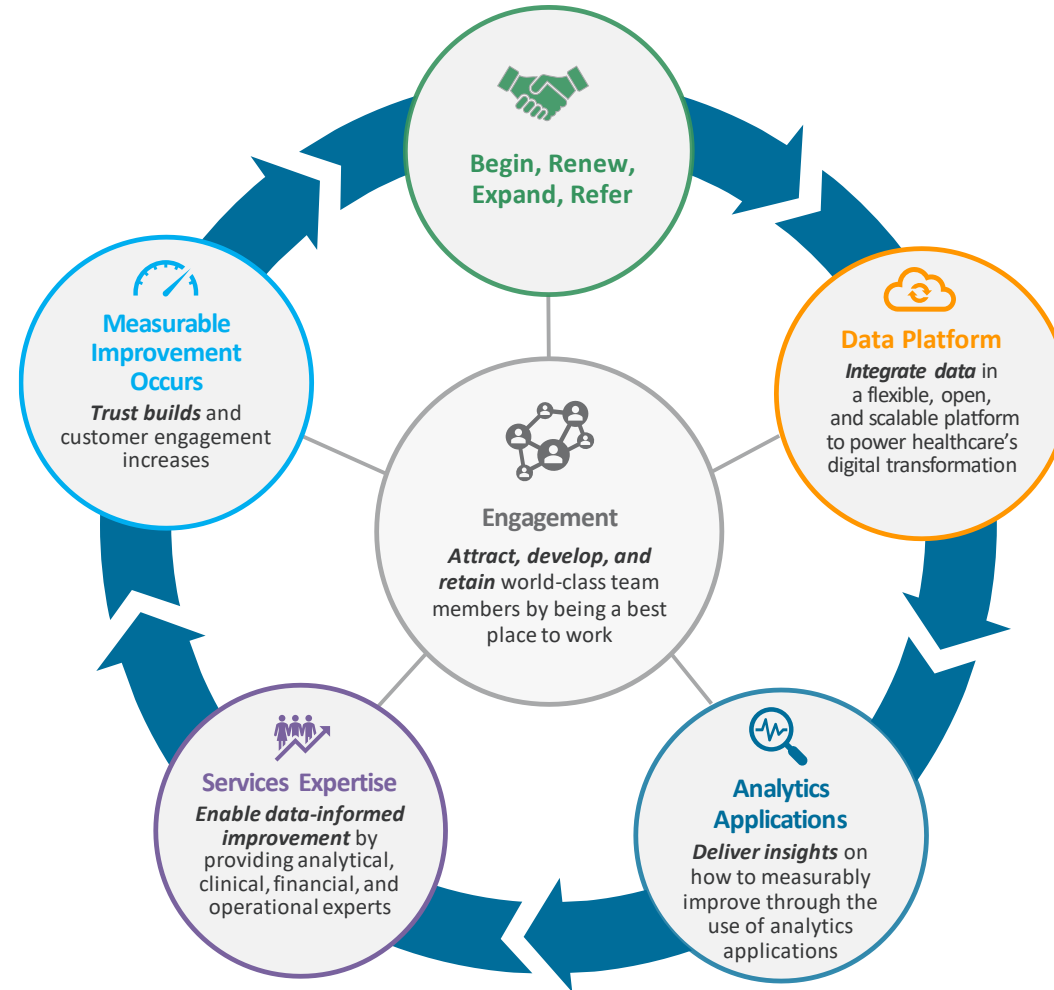 Begin, Renew,
Expand, Refer
Data Platform
Integrate data in
a flexible, open,
and scalable platform
to power healthcare’s
digital transformation
Analytics
Applications
Deliver insights on
how to measurably
improve through the
use of analytics
applications
Services Expertise
Enable data-informed
improvement by
providing analytical,
clinical, financial, and
operational experts
Measurable
Improvement
Occurs
Trust builds and
customer engagement
increases
Engagement
Attract, develop, and
retain world-class team
members by being a best
place to work